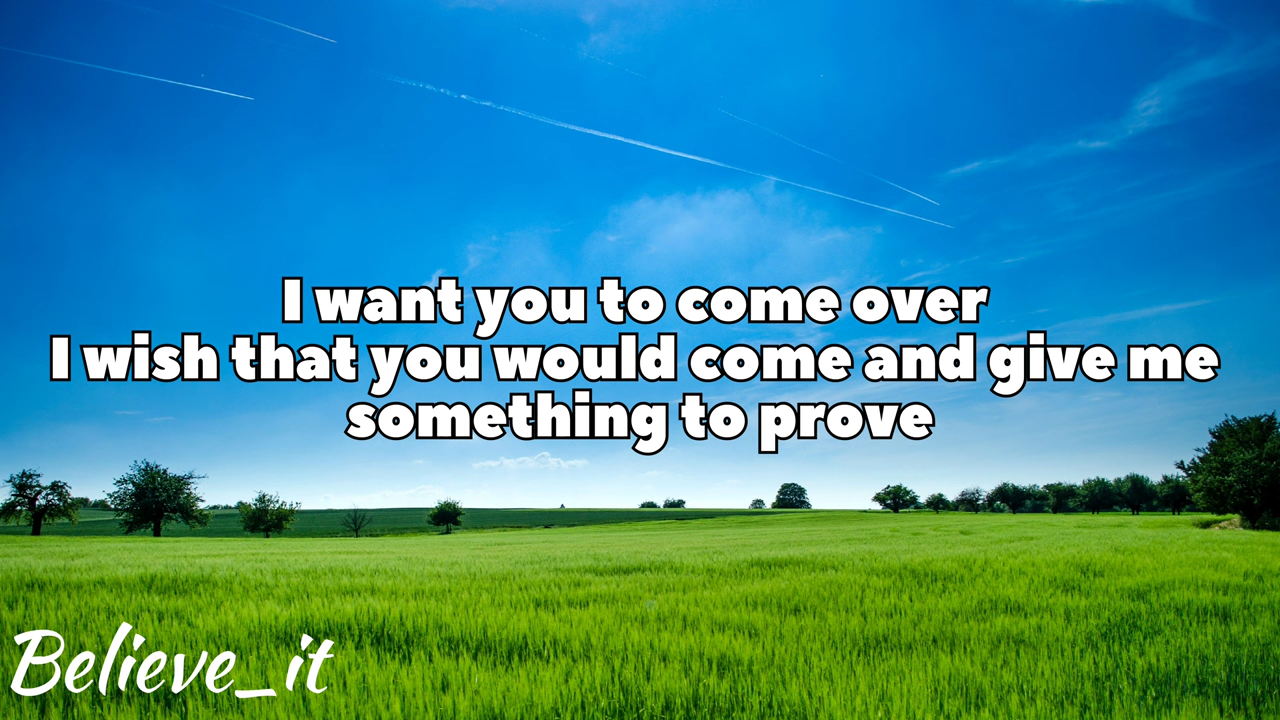 I want you to come over
I wish that you would come and give me
something to prove
Believe_it